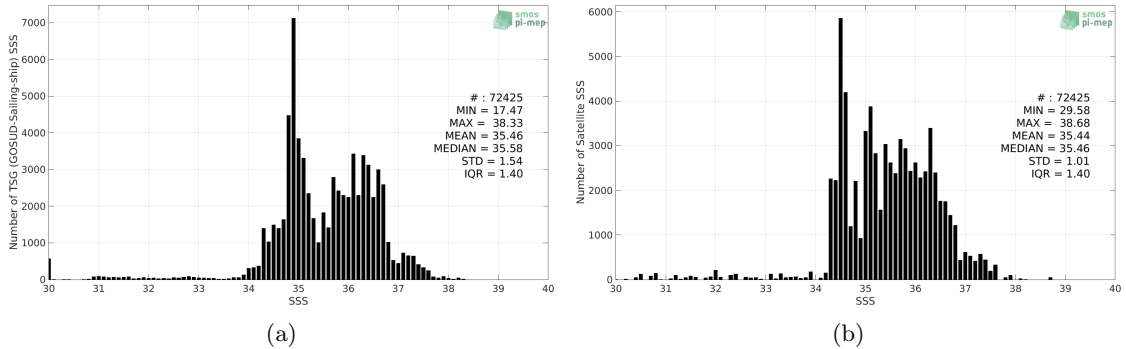 Number of TSG (GOSUD-Sailing-ship) SSS
7000
6000
5000
4000
3000
2000
1000
0
smos
pi-mep
# : 72425
MIN = 17.47
MAX = 38.33
MEAN = 35.46
MEDIAN = 35.58
STD = 1.54
IQR = 1.40
30 31 32 33 34 35 36 37 38 39 40
SSS
(a)
Number of Satellite SSS
6000
5000
4000
3000
2000
1000
0
smos
pi-mep
# : 72425
MIN = 29.58
MAX = 38.68
MEAN = 35.44
MEDIAN = 35.46
STD = 1.01
IQR = 1.40
30 31 32 33 34 35 36 37 38 39 40
SSS
(b)